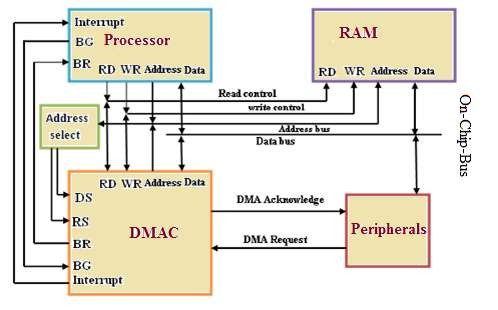 Interrupt
BG
BR
Processor
RD WR Address Data
RAM
RD WR Address Data
Read control
write control
Address bus
Data bus
On-Chip-Bus
Address
select
RD WR Address Data
DS
RS
BR
BG
Interrupt
DMAC
DMA Acknowledge
DMA Request
Peripherals